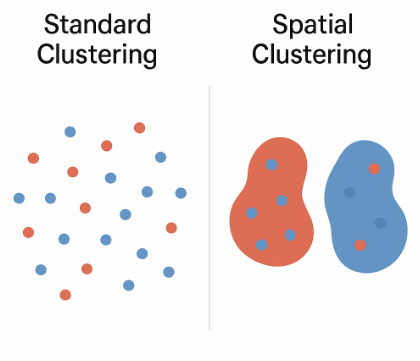 Standard
Clustering
Spatial
Clustering